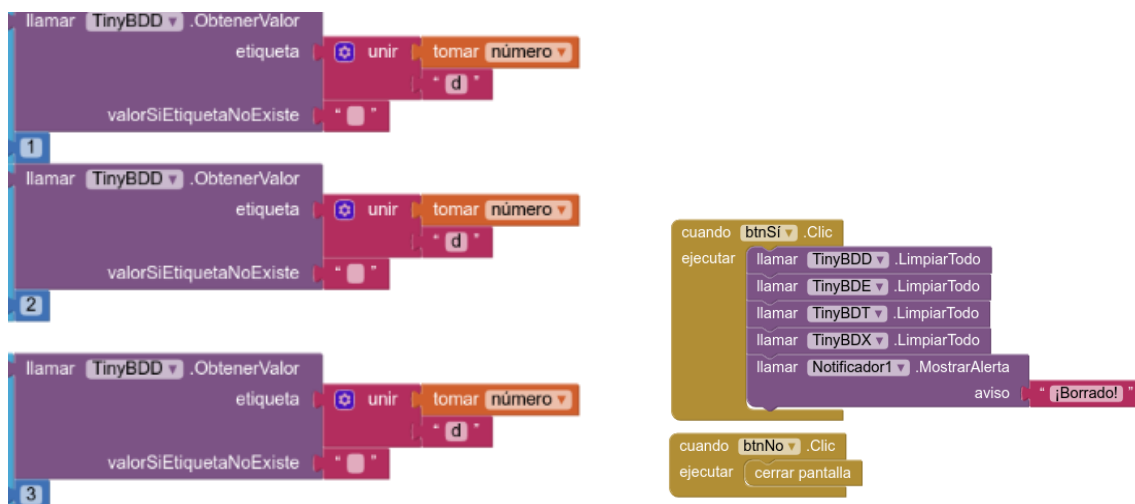 llamar TinyBDD .ObtenerValor
etiqueta unir tomar número
" d "
valorSiEtiquetaNoExiste " "
1
llamar TinyBDD .ObtenerValor
etiqueta unir tomar número
" d "
valorSiEtiquetaNoExiste " "
2
llamar TinyBDD .ObtenerValor
etiqueta unir tomar número
" d "
valorSiEtiquetaNoExiste " "
3
cuando btnSí .Clic
ejecutar llamar TinyBDD .LimpiarTodo
llamar TinyBDE .LimpiarTodo
llamar TinyBDT .LimpiarTodo
llamar TinyBDX .LimpiarTodo
llamar Notificador1 .MostrarAlerta
aviso " ¡Borrado! "
cuando btnNo .Clic
ejecutar cerrar pantalla